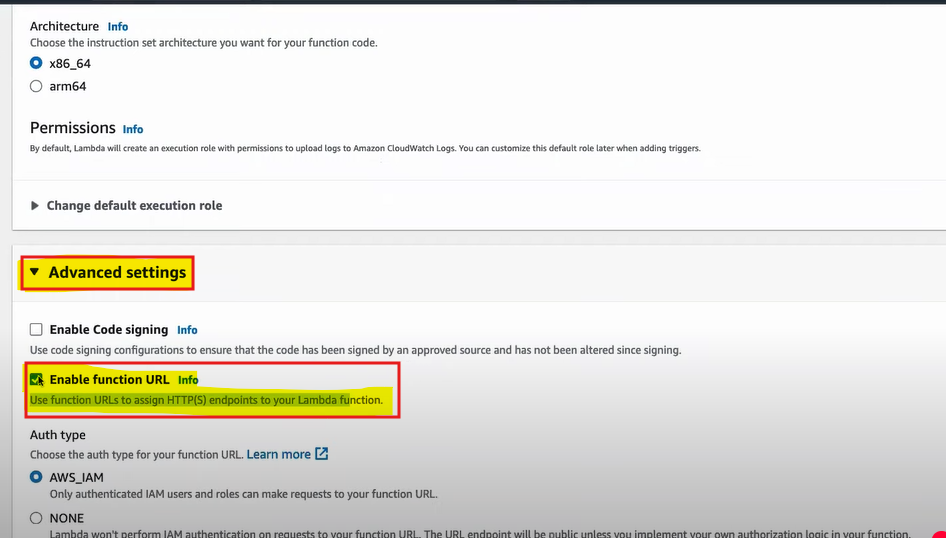 Architecture Info
Choose the instruction set architecture you want for your function code.
x86_64
arm64
Permissions Info
By default, Lambda will create an execution role with permissions to upload logs to Amazon CloudWatch Logs. You can customize this default role later when adding triggers.
Change default execution role
Advanced settings
Enable Code signing Info
Use code signing configurations to ensure that the code has been signed by an approved source and has not been altered since signing.
Enable function URL Info
Use function URLs to assign HTTP(S) endpoints to your Lambda function.
Auth type
Choose the auth type for your function URL. Learn more
AWS_IAM
Only authenticated IAM users and roles can make requests to your function URL.
NONE
Lambda won't perform IAM authentication on requests to your function URL. The URL endpoint will be public unless you implement your own authorization logic in your function.